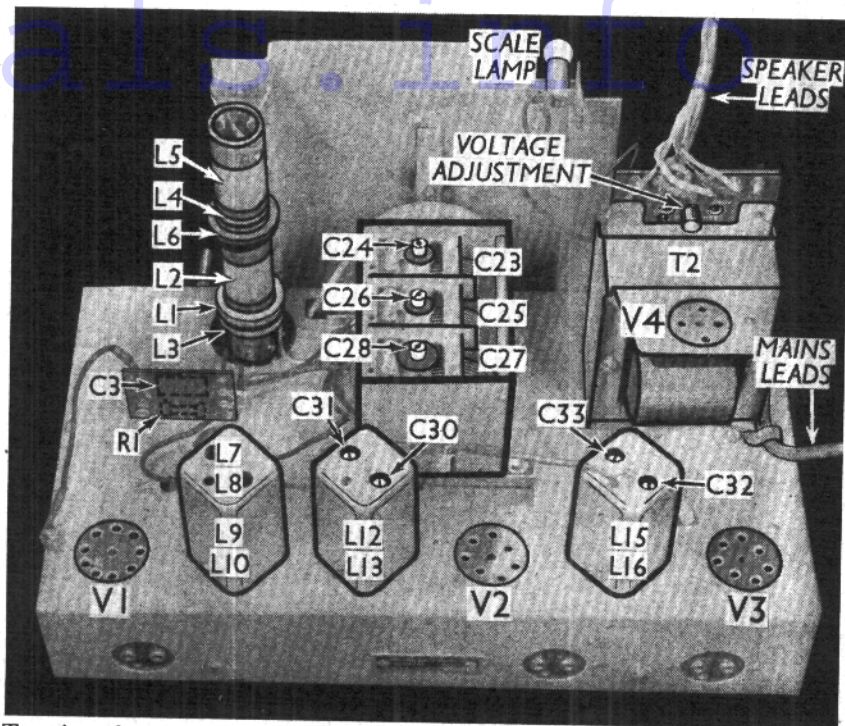 als.info
SCALE
LAMP
SPEAKER
LEADS
VOLTAGE
ADJUSTMENT
L5
L4
L6
L2
L1
L3
C24
C23
C26
C25
C28
C27
T2
V4
MAINS
LEADS
C3
R1
C31
C30
C33
C32
L7
L8
L9
L10
L12
L13
L15
L16
V1
V2
V3